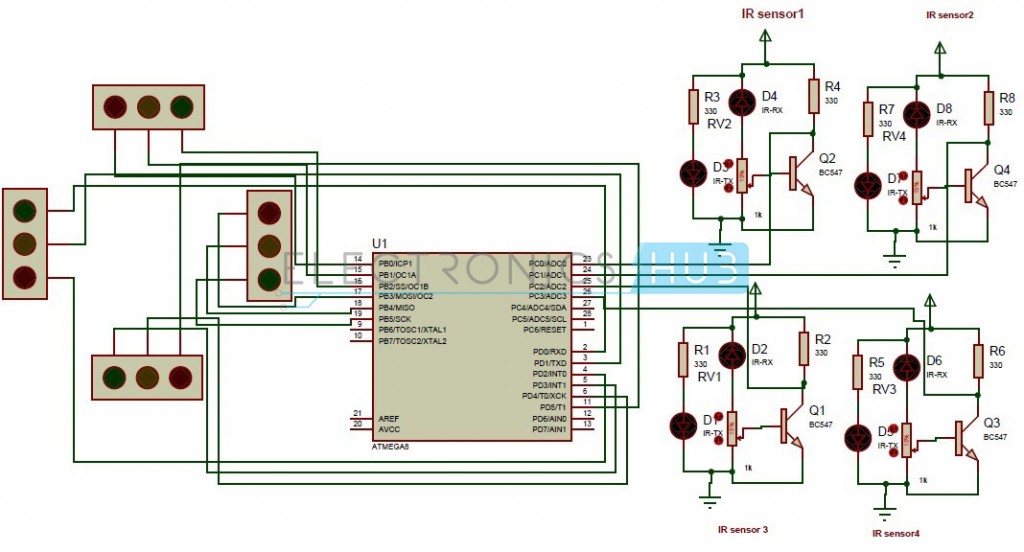 IR sensor1
IR sensor2
R3
330
RV2
D4
IR-RX
R4
330
D3
IR-TX
Q2
BC547
1k
R7
330
RV4
D8
IR-RX
R8
330
D7
IR-TX
Q4
BC547
1k
U1
ELECTRONICS HUB
14
15
16
17
18
19
9
10
21
20
PB0/ICP1
PB1/OC1A
PB2/SS/OC1B
PB3/MOSI/OC2
PB4/MISO
PB5/SCK
PB6/TOSC1/XTAL1
PB7/TOSC2/XTAL2
AREF
AVCC
PC0/ADC0
PC1/ADC1
PC2/ADC2
PC3/ADC3
PC4/ADC4/SDA
PC5/ADC5/SCL
PC6/RESET
PD0/RXD
PD1/TXD
PD2/INT0
PD3/INT1
PD4/T0/XCK
PD5/T1
PD6/AIN0
PD7/AIN1
23
24
25
26
27
28
1
2
3
4
5
6
11
12
13
ATMEGA8
R1
330
RV1
D2
IR-RX
R2
330
D1
IR-TX
Q1
BC547
1k
R5
330
RV3
D6
IR-RX
R6
330
D5
IR-TX
Q3
BC547
1k
IR sensor 3
IR sensor4